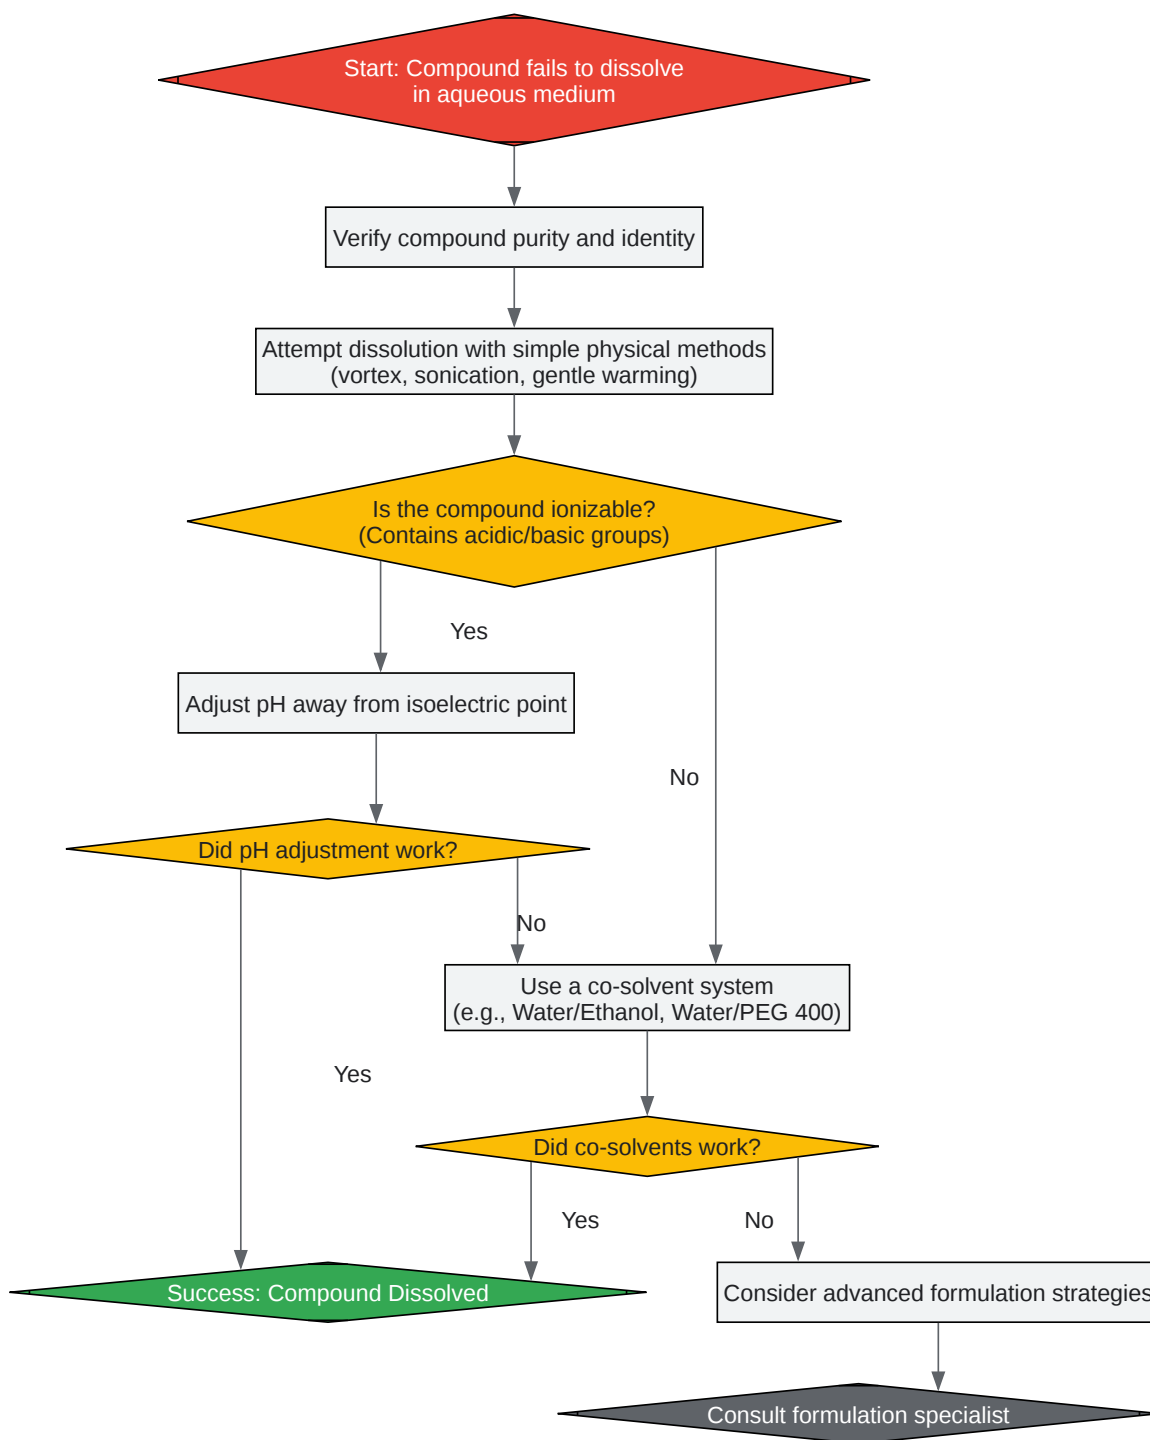 Start: Compound fails to dissolve
in aqueous medium
Verify compound purity and identity
Attempt dissolution with simple physical methods
(vortex, sonication, gentle warming)
Is the compound ionizable?
(Contains acidic/basic groups)
Yes
Adjust pH away from isoelectric point
No
Did pH adjustment work?
No
Use a co-solvent system
(e.g., Water/Ethanol, Water/PEG 400)
Yes
Did co-solvents work?
Yes
No
Success: Compound Dissolved
Consider advanced formulation strategies
Consult formulation specialist